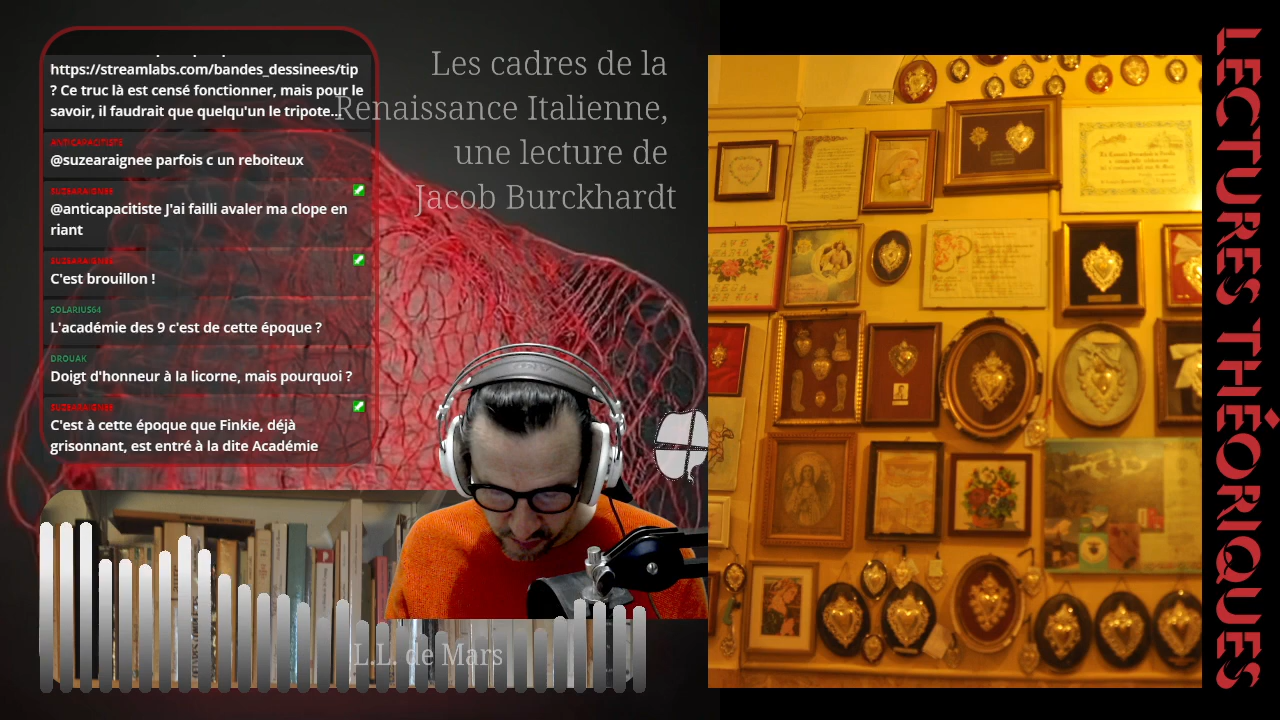 https://streamlabs.com/bandes_dessinees/tip
? Ce truc là est censé fonctionner, mais pour le
savoir, il faudrait que quelqu'un le tripote...
ANTICAPACITISTE
@suzearaignee parfois c un reboiteux
SUZEARAIGNEE
@anticapacitiste J'ai failli avaler ma clope en
riant
SUZEARAIGNEE
C'est brouillon !
SOLARIUS64
L'académie des 9 c'est de cette époque ?
DROUAK
Doigt d'honneur à la licorne, mais pourquoi ?
SUZEARAIGNEE
C'est à cette époque que Finkie, déjà
grisonnant, est entré à la dite Académie
Les cadres de la
Renaissance Italienne,
une lecture de
Jacob Burckhardt
L.L. de Mars
LECTURES THÉORIQUES